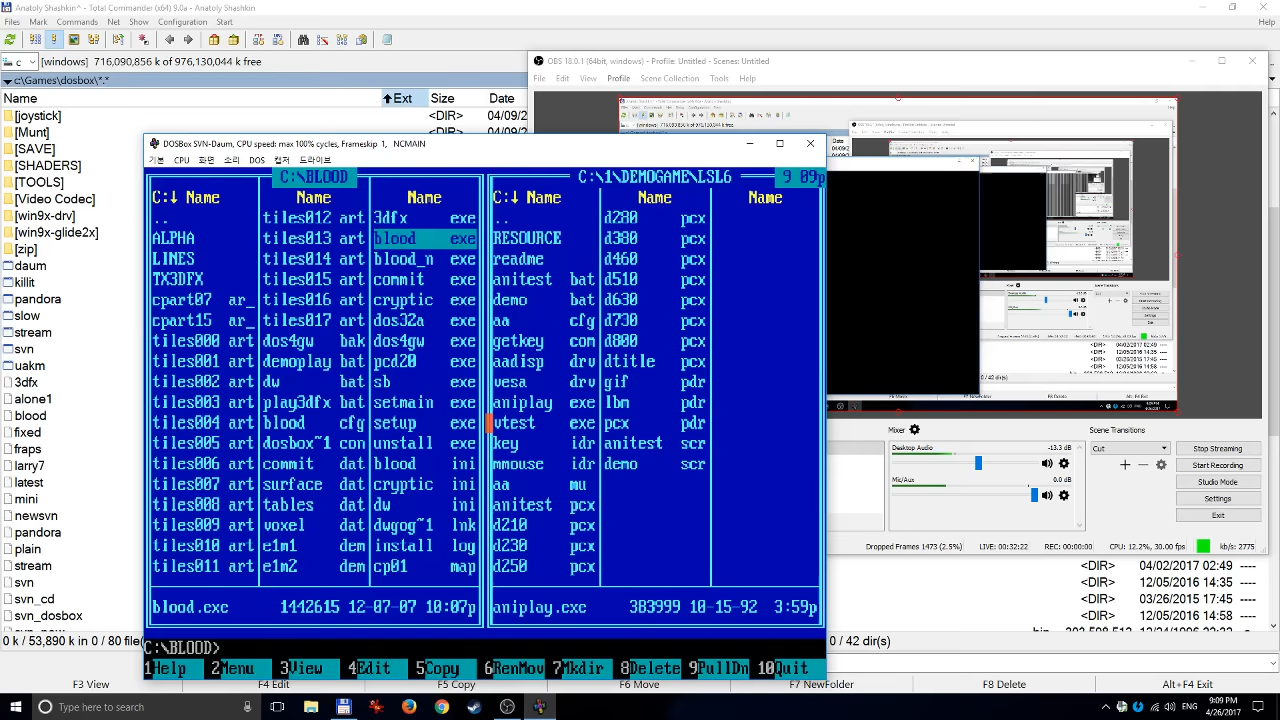 Anatoly Shashkin^ - Total Commander (x64) 9.0a - Anatoly Shashkin
Files Mark Commands Net Show Configuration Start
Help
c [windows] 716,090,856 k of 976,130,044 k free
c:\Games\dosbox\*.*
Name Ext Size Date
[joystick] <DIR> 04/09/2
[!hunt] <DIR> 04/09/2
[SAVE]
[SHADERS]
[TOOLS]
[Video Codec]
[win9x-drv]
[win9x-glide2x]
[zip]
daum
killit
pandora
slow
stream
svn
uakm
3dfx
alone1
blood
fixed
fraps
larry7
latest
mini
newsvn
pandora
plain
stream
svn
svn_cd
svn_dosbox
0 k / 53,869 k in 0 / 80 file(s)
OBS 18.0.1 (64bit, windows) - Profile: Untitled - Scenes: Untitled
File Edit View Profile Scene Collection Tools Help
Mixer
Desktop Audio -13.3 dB
Mic/Aux 0.0 dB
Scene Transitions
Cut
Stop Streaming
Start Recording
Studio Mode
Settings
Exit
Dropped Frames 1473 (2.5%) LIVE: 00:32:22 REC: 00:00:00 CPU: 12.2%, 30.00 fps kb/s: 2775
<DIR> 04/02/2017 02:49 ----
<DIR> 12/05/2016 14:35 ----
<DIR> 03/26/2017 15:45 ----
<DIR> 12/05/2016 14:58 ----
0 / 42 dir(s)
DOSBox SVN-daum, CPU speed: max 100% cycles, Frameskip 1, NCMAIN
기본 CPU 비디오 소리 DOS 캡처 드라이브
C:\BLOOD
C:↓ Name Name Name
.. tiles012 art 3dfx exe
ALPHA tiles013 art blood exe
LINES tiles014 art blood_n exe
TX3DFX tiles015 art commit exe
cpart07 ar_ tiles016 art cryptic exe
cpart15 ar_ tiles017 art dos32a exe
tiles000 art dos4gw bat dos4gw exe
tiles001 art demoplay bat pcd20 exe
tiles002 art dw bat sb exe
tiles003 art play3dfx bat setmain exe
tiles004 art blood cfg setup exe
tiles005 art dosbox~1 con unstall exe
tiles006 art commit dat blood ini
tiles007 art surface dat cryptic ini
tiles008 art tables dat dw ini
tiles009 art voxel dat dwgog~1 lnk
tiles010 art e1m1 dem install log
tiles011 art e1m2 dem cp01 map
blood.exe 1442615 12-07-07 10:07p
C:\1\DEMOGAME\LSL6 9 09p
C:↓ Name Name Name
.. d280 pcx
RESOURCE d380 pcx
readme d460 pcx
anitest bat d510 pcx
demo bat d630 pcx
aa cfg d730 pcx
getkey com d800 pcx
aadisp drv dtitle pcx
vesa drv gif pdr
aniplay exe lbm pdr
vtest exe pcx pdr
key idr anitest scr
mmouse idr demo scr
aa mu
anitest pcx
d210 pcx
d230 pcx
d250 pcx
aniplay.exe 383999 10-15-92 3:59p
C:\BLOOD>
1Help 2Menu 3View 4Edit 5Copy 6RenMov 7Mkdir 8Delete 9PullDn 10Quit
F3 View F4 Edit F5 Copy F6 Move F7 NewFolder F8 Delete Alt+F4 Exit
Type here to search
9:09 PM
4/26/2017